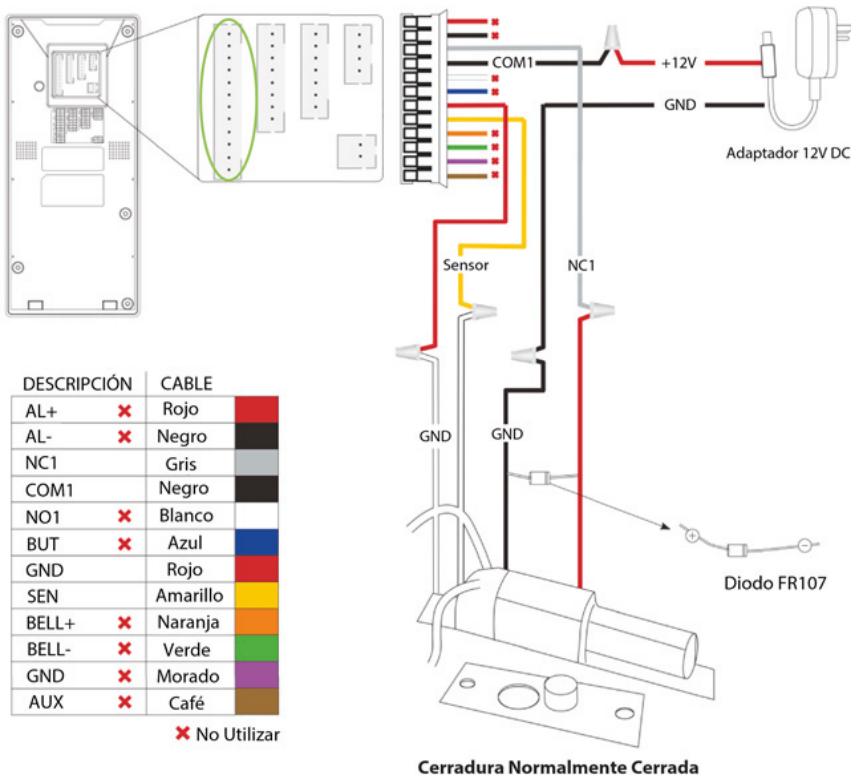 COM1
+12V
GND
Adaptador 12V DC
Sensor
NC1
GND
GND
+
-
Diodo FR107
DESCRIPCIÓN CABLE
AL+ ✖ Rojo
AL- ✖ Negro
NC1 Gris
COM1 Negro
NO1 ✖ Blanco
BUT ✖ Azul
GND Rojo
SEN Amarillo
BELL+ ✖ Naranja
BELL- ✖ Verde
GND ✖ Morado
AUX ✖ Café
✖ No Utilizar
Cerradura Normalmente Cerrada